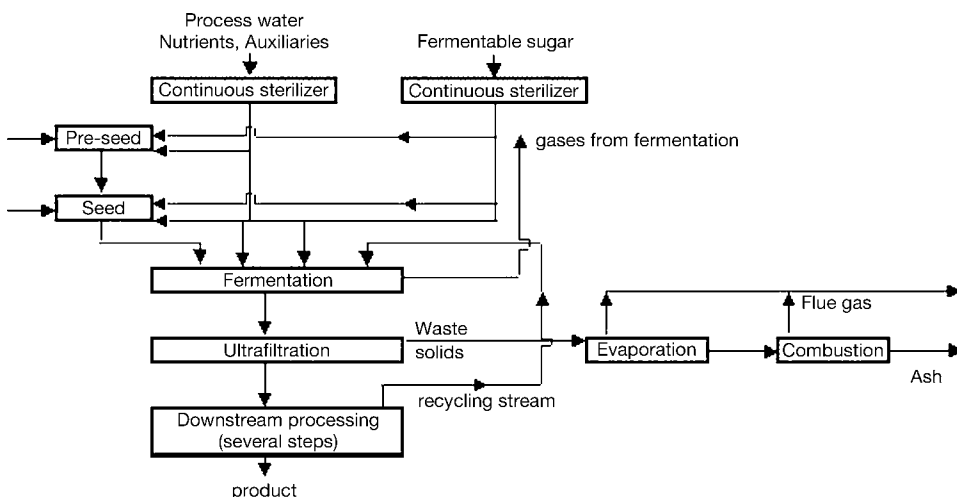 Process water
Nutrients, Auxiliaries
Fermentable sugar
Continuous sterilizer
Continuous sterilizer
Pre-seed
gases from fermentation
Seed
Fermentation
Flue gas
Waste
solids
Ultrafiltration
Evaporation
Combustion
Ash
recycling stream
Downstream processing
(several steps)
product